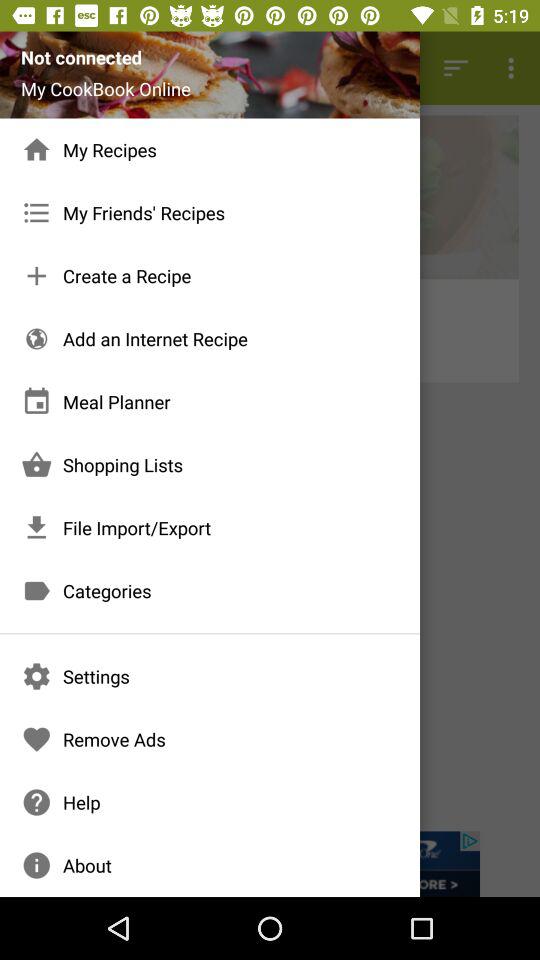 esc 5:19
Not connected
My CookBook Online
My Recipes
My Friends' Recipes
Create a Recipe
Add an Internet Recipe
Meal Planner
Shopping Lists
File Import/Export
Categories
Settings
Remove Ads
Help
About
ORE >